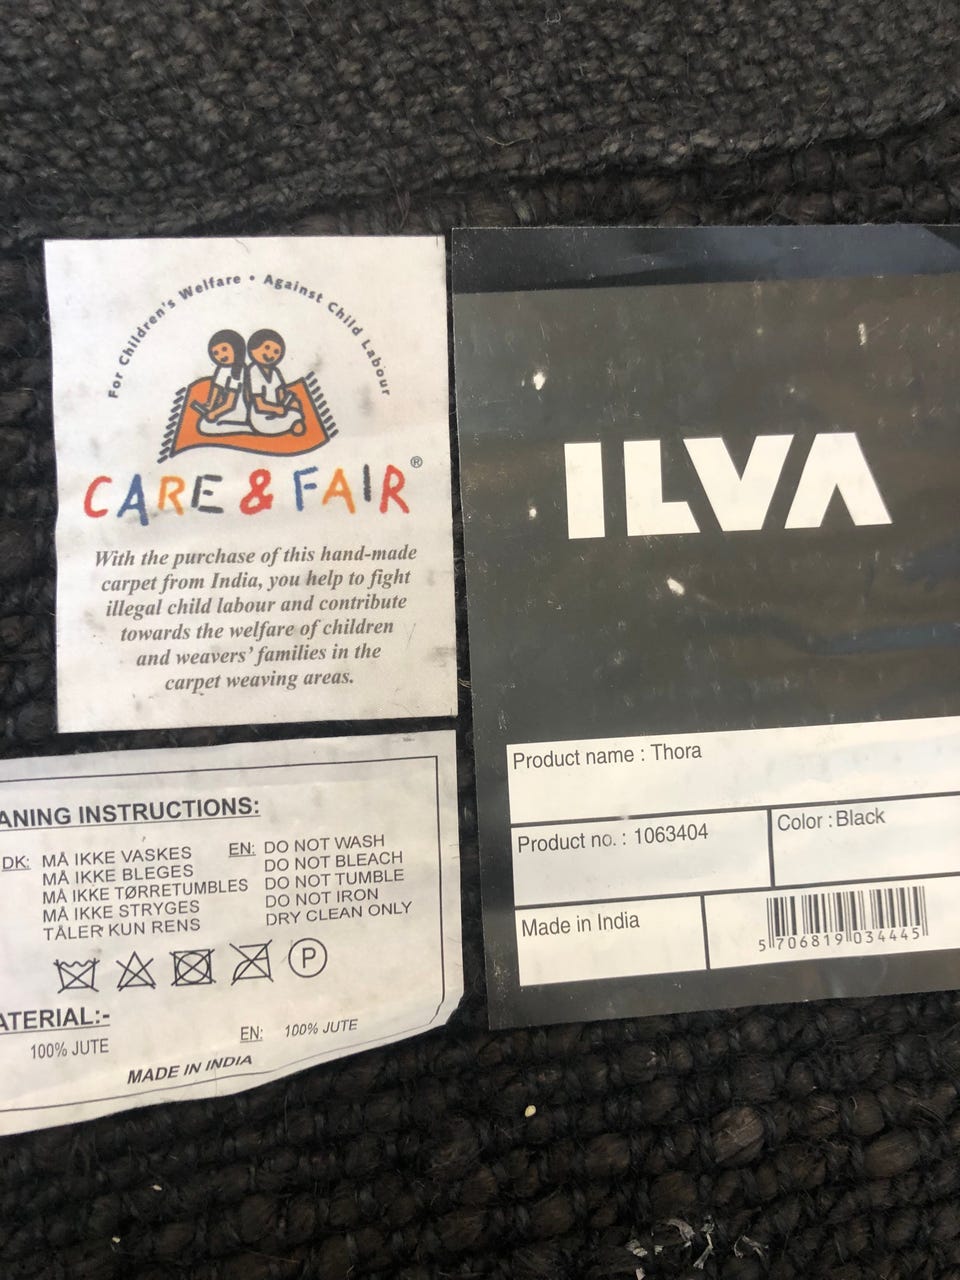 For Children's Welfare • Against Child Labour
CARE & FAIR®
With the purchase of this hand-made
carpet from India, you help to fight
illegal child labour and contribute
towards the welfare of children
and weavers' families in the
carpet weaving areas.
ILVA
Product name : Thora
Product no. : 1063404
Color : Black
Made in India
5 706819 034445
ANING INSTRUCTIONS:
DK: MÅ IKKE VASKES
MÅ IKKE BLEGES
MÅ IKKE TØRRETUMBLES
MÅ IKKE STRYGES
TÅLER KUN RENS
EN: DO NOT WASH
DO NOT BLEACH
DO NOT TUMBLE
DO NOT IRON
DRY CLEAN ONLY
P
ATERIAL:-
100% JUTE
EN: 100% JUTE
MADE IN INDIA